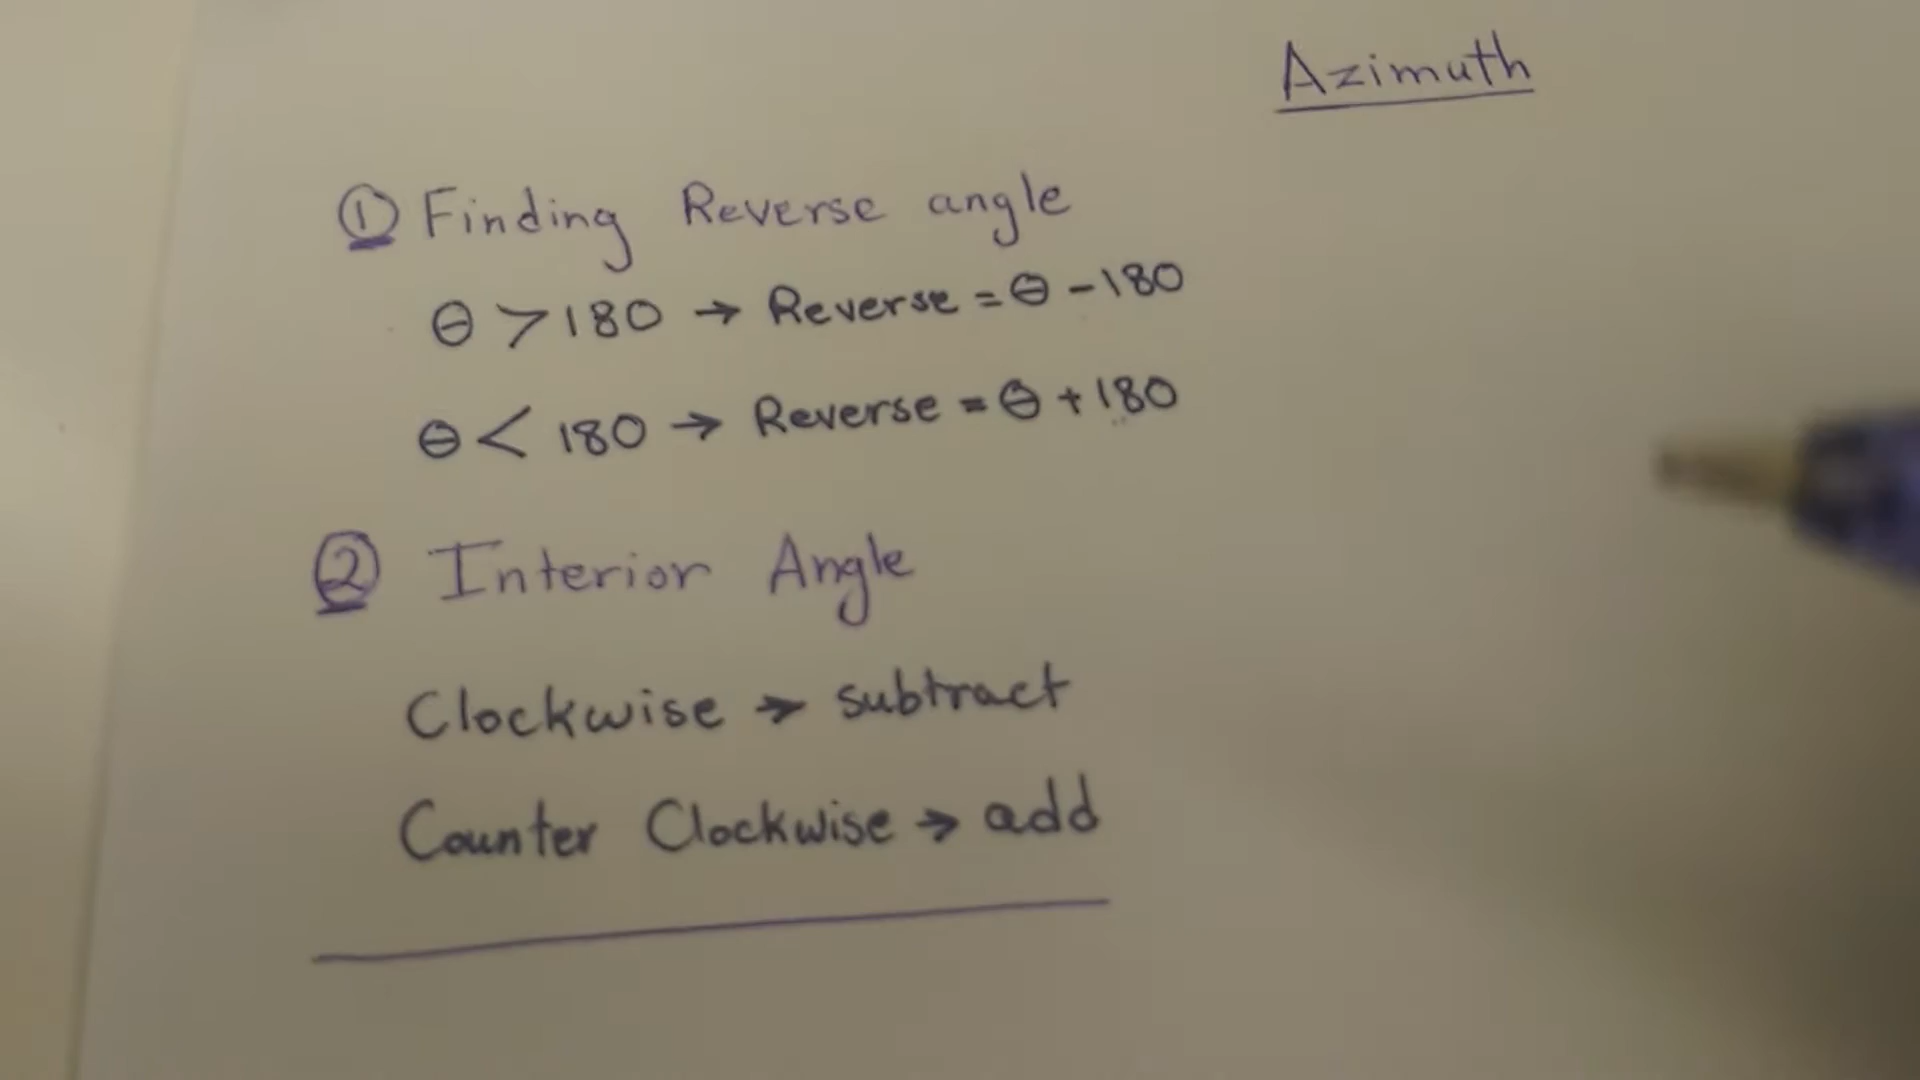 Azimuth
① Finding Reverse angle
θ > 180 → Reverse = θ - 180
θ < 180 → Reverse = θ + 180
② Interior Angle
Clockwise → subtract
Counter Clockwise → add